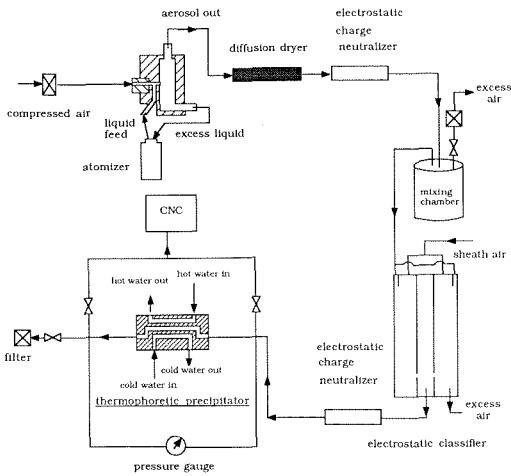 aerosol out
electrostatic
charge
neutralizer
diffusion dryer
compressed air
liquid
feed
excess liquid
atomizer
excess
air
mixing
chamber
CNC
sheath air
hot water out
hot water in
filter
cold water out
cold water in
thermophoretic precipitator
electrostatic
charge
neutralizer
excess
air
electrostatic classifier
pressure gauge